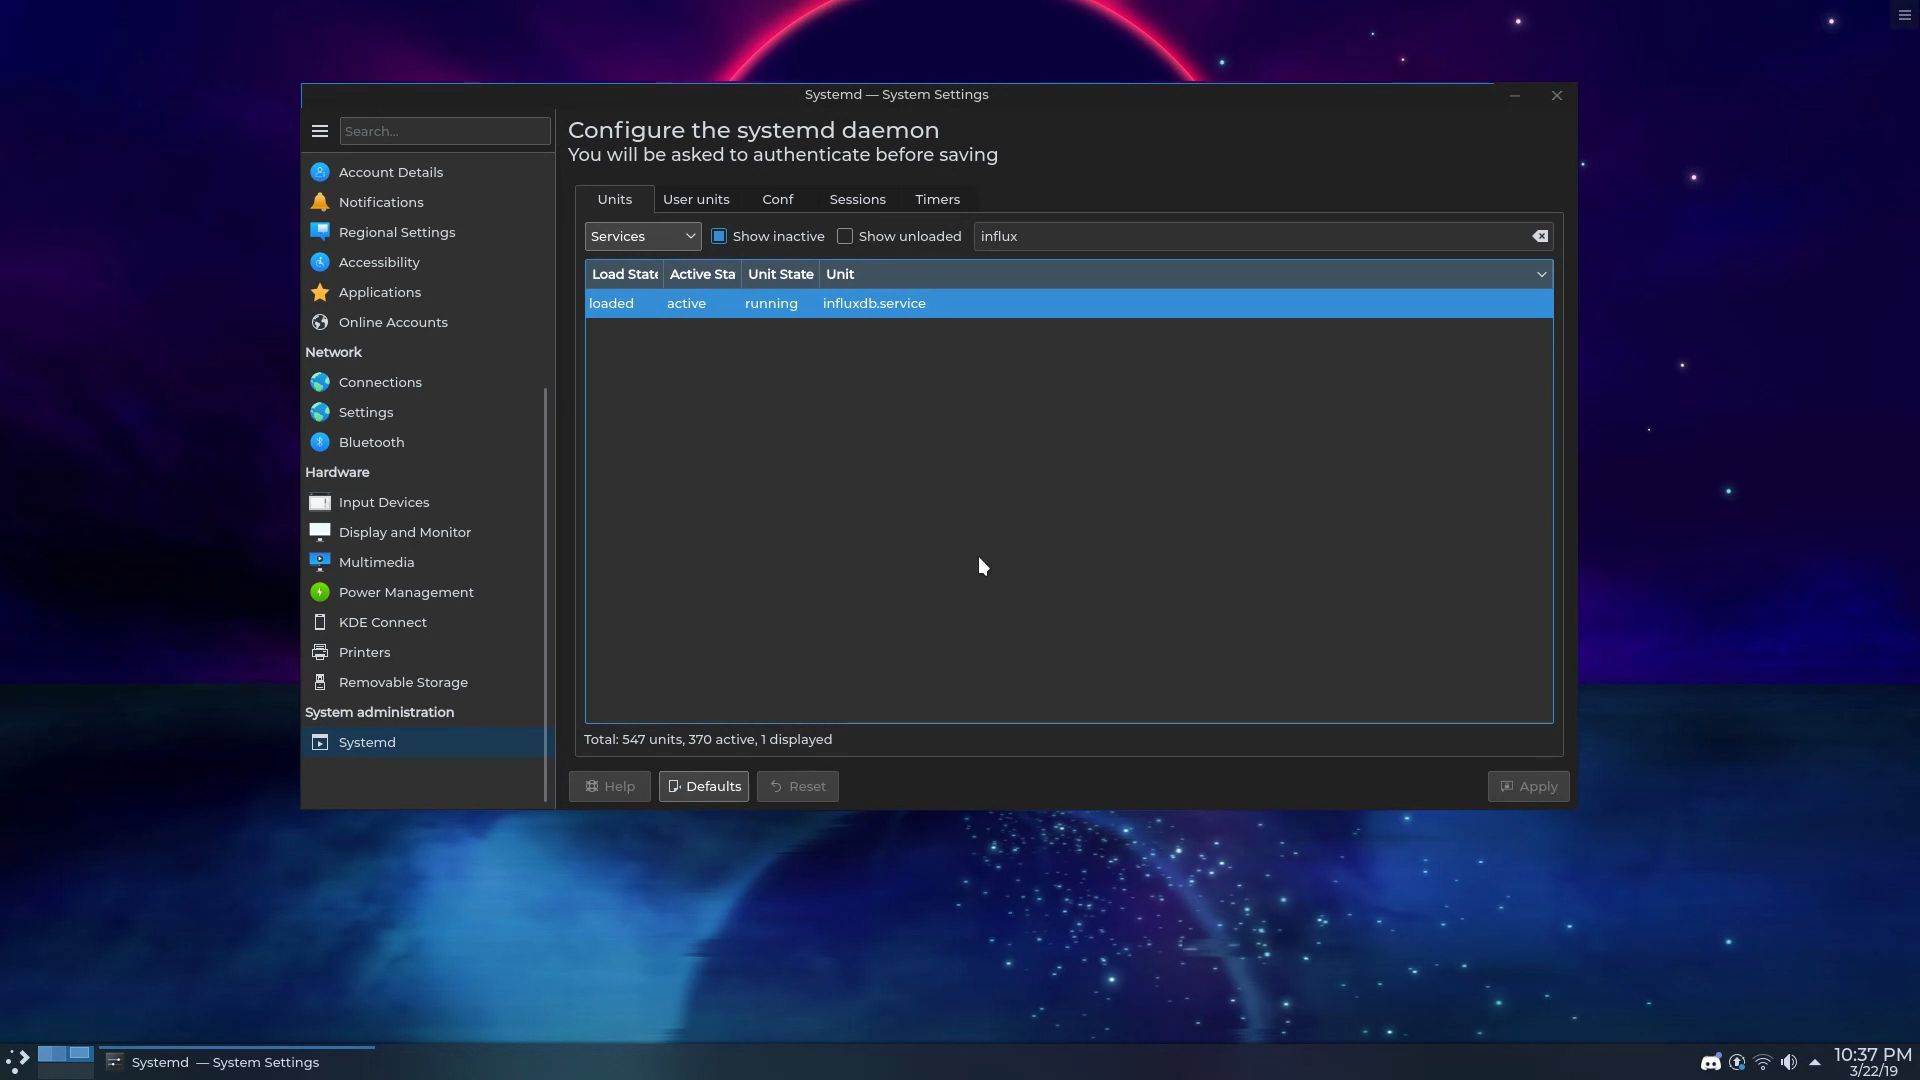 Systemd — System Settings
Search...
Configure the systemd daemon
You will be asked to authenticate before saving
Account Details
Notifications
Regional Settings
Accessibility
Applications
Online Accounts
Network
Connections
Settings
Bluetooth
Hardware
Input Devices
Display and Monitor
Multimedia
Power Management
KDE Connect
Printers
Removable Storage
System administration
Systemd
Units User units Conf Sessions Timers
Services Show inactive Show unloaded influx
Load State Active Sta Unit State Unit
loaded active running influxdb.service
Total: 547 units, 370 active, 1 displayed
Help Defaults Reset Apply
Systemd — System Settings
10:37 PM
3/22/19